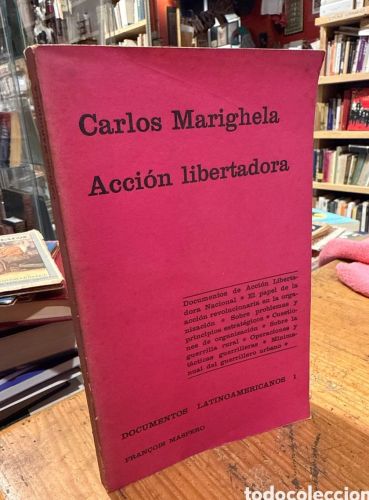 Carlos Marighela
Acción libertadora
Documentos de Acción Liberta-
dora Nacional * El papel de la
acción revolucionaria en la orga-
nización * Sobre problemas y
principios estratégicos * Cuestio-
nes de organización * Sobre la
guerrilla rural * Operaciones y
tácticas guerrilleras * Minima-
nual del guerrillero urbano *
DOCUMENTOS LATINOAMERICANOS 1
FRANÇOIS MASPERO
todocoleccion